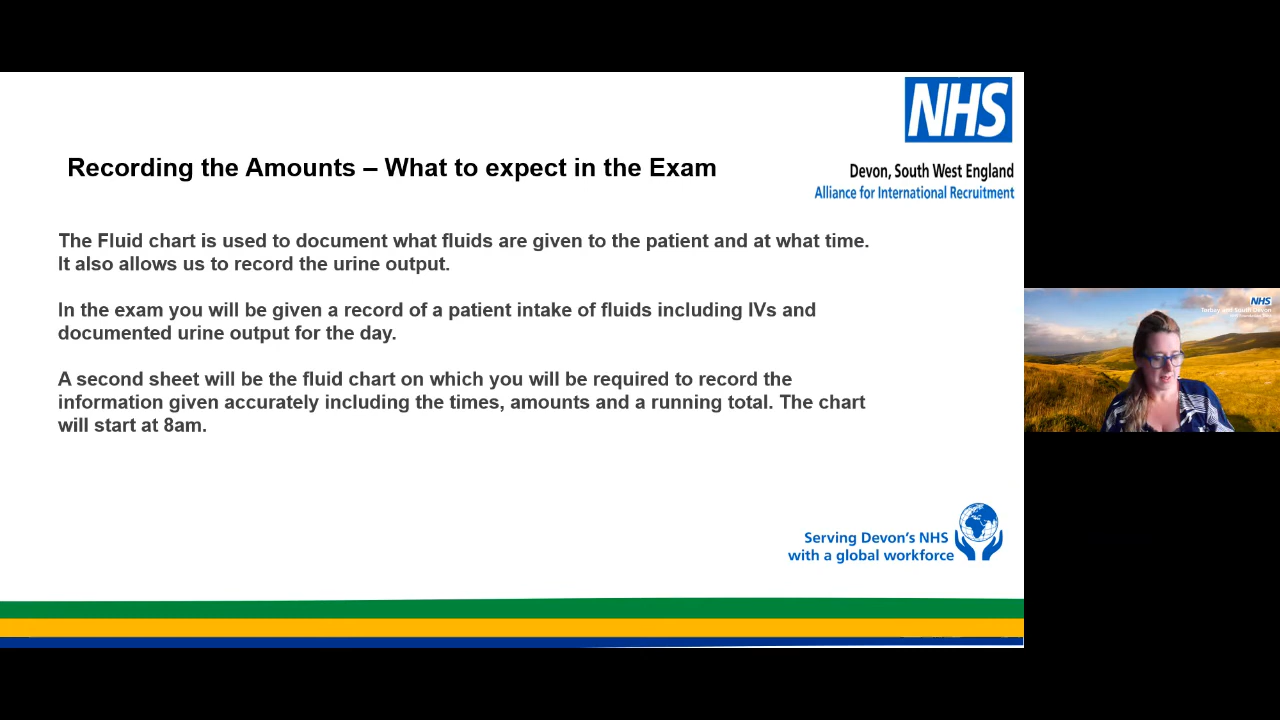 NHS
Devon, South West England
Alliance for International Recruitment
Recording the Amounts – What to expect in the Exam
The Fluid chart is used to document what fluids are given to the patient and at what time.
It also allows us to record the urine output.
In the exam you will be given a record of a patient intake of fluids including IVs and
documented urine output for the day.
A second sheet will be the fluid chart on which you will be required to record the
information given accurately including the times, amounts and a running total. The chart
will start at 8am.
Serving Devon's NHS
with a global workforce
NHS
Torbay and South Devon